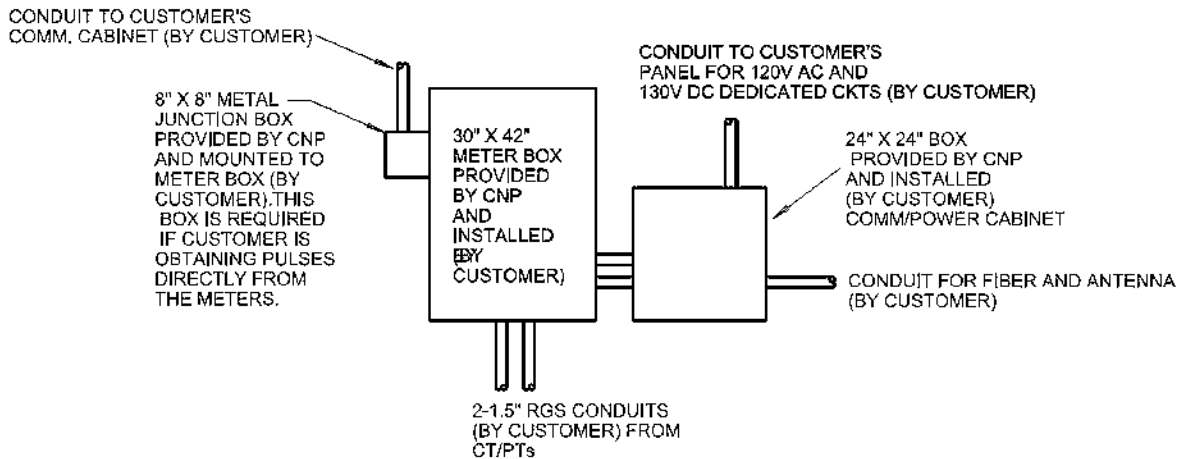 CONDUIT TO CUSTOMER'S
COMM. CABINET (BY CUSTOMER)
8" X 8" METAL
JUNCTION BOX
PROVIDED BY CNP
AND MOUNTED TO
METER BOX (BY
CUSTOMER).THIS
BOX IS REQUIRED
IF CUSTOMER IS
OBTAINING PULSES
DIRECTLY FROM
THE METERS.
30" X 42"
METER BOX
PROVIDED
BY CNP
AND
INSTALLED
(BY
CUSTOMER)
CONDUIT TO CUSTOMER'S
PANEL FOR 120V AC AND
130V DC DEDICATED CKTS (BY CUSTOMER)
24" X 24" BOX
PROVIDED BY CNP
AND INSTALLED
(BY CUSTOMER)
COMM/POWER CABINET
CONDUIT FOR FIBER AND ANTENNA
(BY CUSTOMER)
2-1.5" RGS CONDUITS
(BY CUSTOMER) FROM
CT/PTs